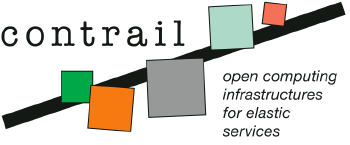 contrail
open computing
infrastructures
for elastic
services